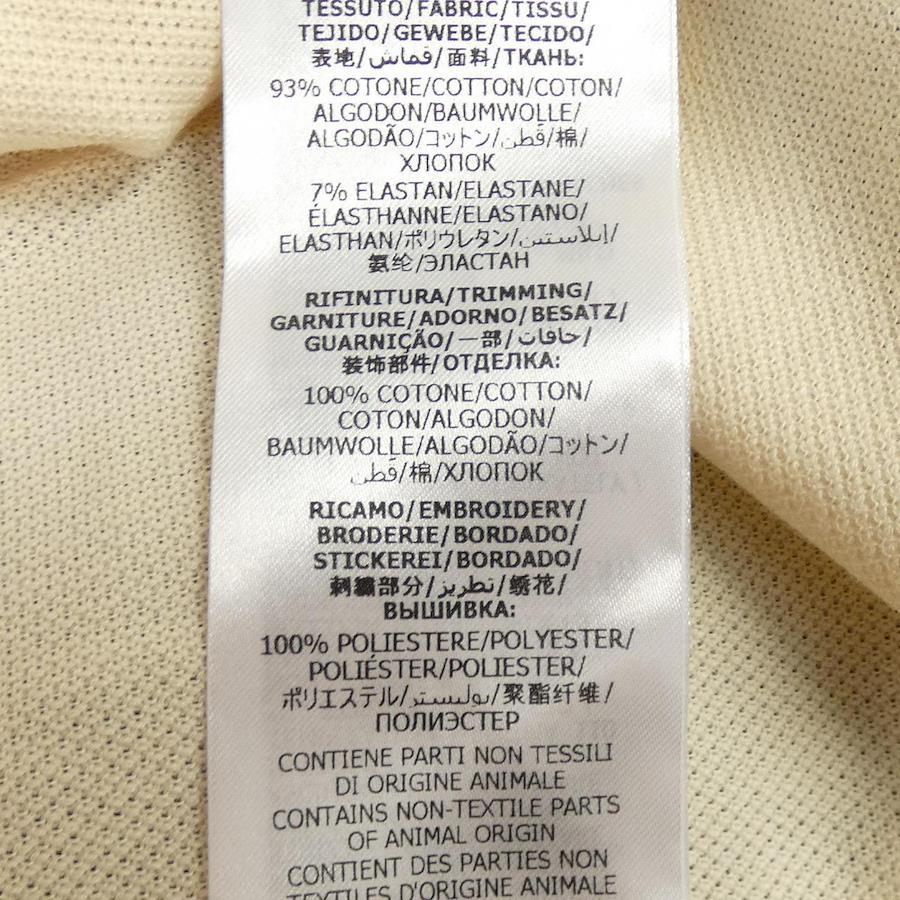 TESSUTO/FABRIC/TISSU/
TEJIDO/GEWEBE/TECIDO/
表地/قماش/面料/ТКАНЬ:
93% COTONE/COTTON/COTON/
ALGODON/BAUMWOLLE/
ALGODÃO/コットン/قطن/棉/
ХЛОПОК
7% ELASTAN/ELASTANE/
ÉLASTHANNE/ELASTANO/
ELASTHAN/ポリウレタン/إيلاستين/
氨纶/ЭЛАСТАН
RIFINITURA/TRIMMING/
GARNITURE/ADORNO/BESATZ/
GUARNIÇÃO/一部/حافات/
装饰部件/ОТДЕЛКА:
100% COTONE/COTTON/
COTON/ALGODON/
BAUMWOLLE/ALGODÃO/コットン/
قطن/棉/ХЛОПОК
RICAMO/EMBROIDERY/
BRODERIE/BORDADO/
STICKEREI/BORDADO/
刺繍部分/تطريز/绣花/
ВЫШИВКА:
100% POLIESTERE/POLYESTER/
POLIÉSTER/POLIESTER/
ポリエステル/بوليستر/聚酯纤维/
ПОЛИЭСТЕР
CONTIENE PARTI NON TESSILI
DI ORIGINE ANIMALE
CONTAINS NON-TEXTILE PARTS
OF ANIMAL ORIGIN
CONTIENT DES PARTIES NON
TEXTILES D'ORIGINE ANIMALE